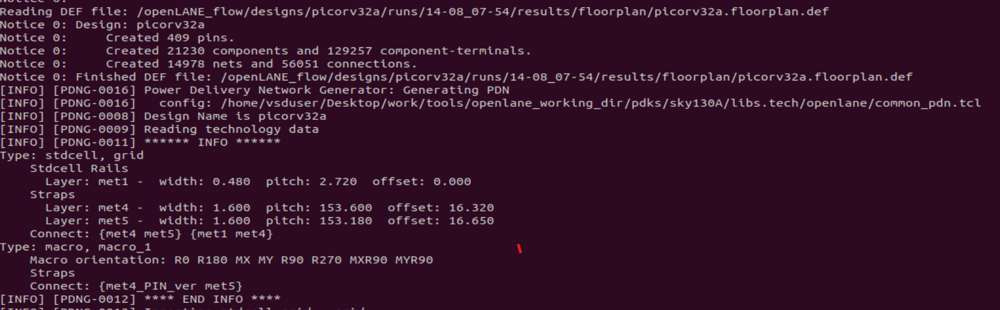 Reading DEF file: /openLANE_flow/designs/picorv32a/runs/14-08_07-54/results/floorplan/picorv32a.floorplan.def
Notice 0: Design: picorv32a
Notice 0:     Created 409 pins.
Notice 0:     Created 21230 components and 129257 component-terminals.
Notice 0:     Created 14978 nets and 56051 connections.
Notice 0: Finished DEF file: /openLANE_flow/designs/picorv32a/runs/14-08_07-54/results/floorplan/picorv32a.floorplan.def
[INFO] [PDNG-0016] Power Delivery Network Generator: Generating PDN
[INFO] [PDNG-0016]   config: /home/vsduser/Desktop/work/tools/openlane_working_dir/pdks/sky130A/libs.tech/openlane/common_pdn.tcl
[INFO] [PDNG-0008] Design Name is picorv32a
[INFO] [PDNG-0009] Reading technology data
[INFO] [PDNG-0011] ****** INFO ******
Type: stdcell, grid
    Stdcell Rails
      Layer: met1 -  width: 0.480  pitch: 2.720  offset: 0.000
    Straps
      Layer: met4 -  width: 1.600  pitch: 153.600  offset: 16.320
      Layer: met5 -  width: 1.600  pitch: 153.180  offset: 16.650
    Connect: {met4 met5} {met1 met4}
Type: macro, macro_1
    Macro orientation: R0 R180 MX MY R90 R270 MXR90 MYR90
    Straps
    Connect: {met4_PIN_ver met5}
[INFO] [PDNG-0012] **** END INFO ****